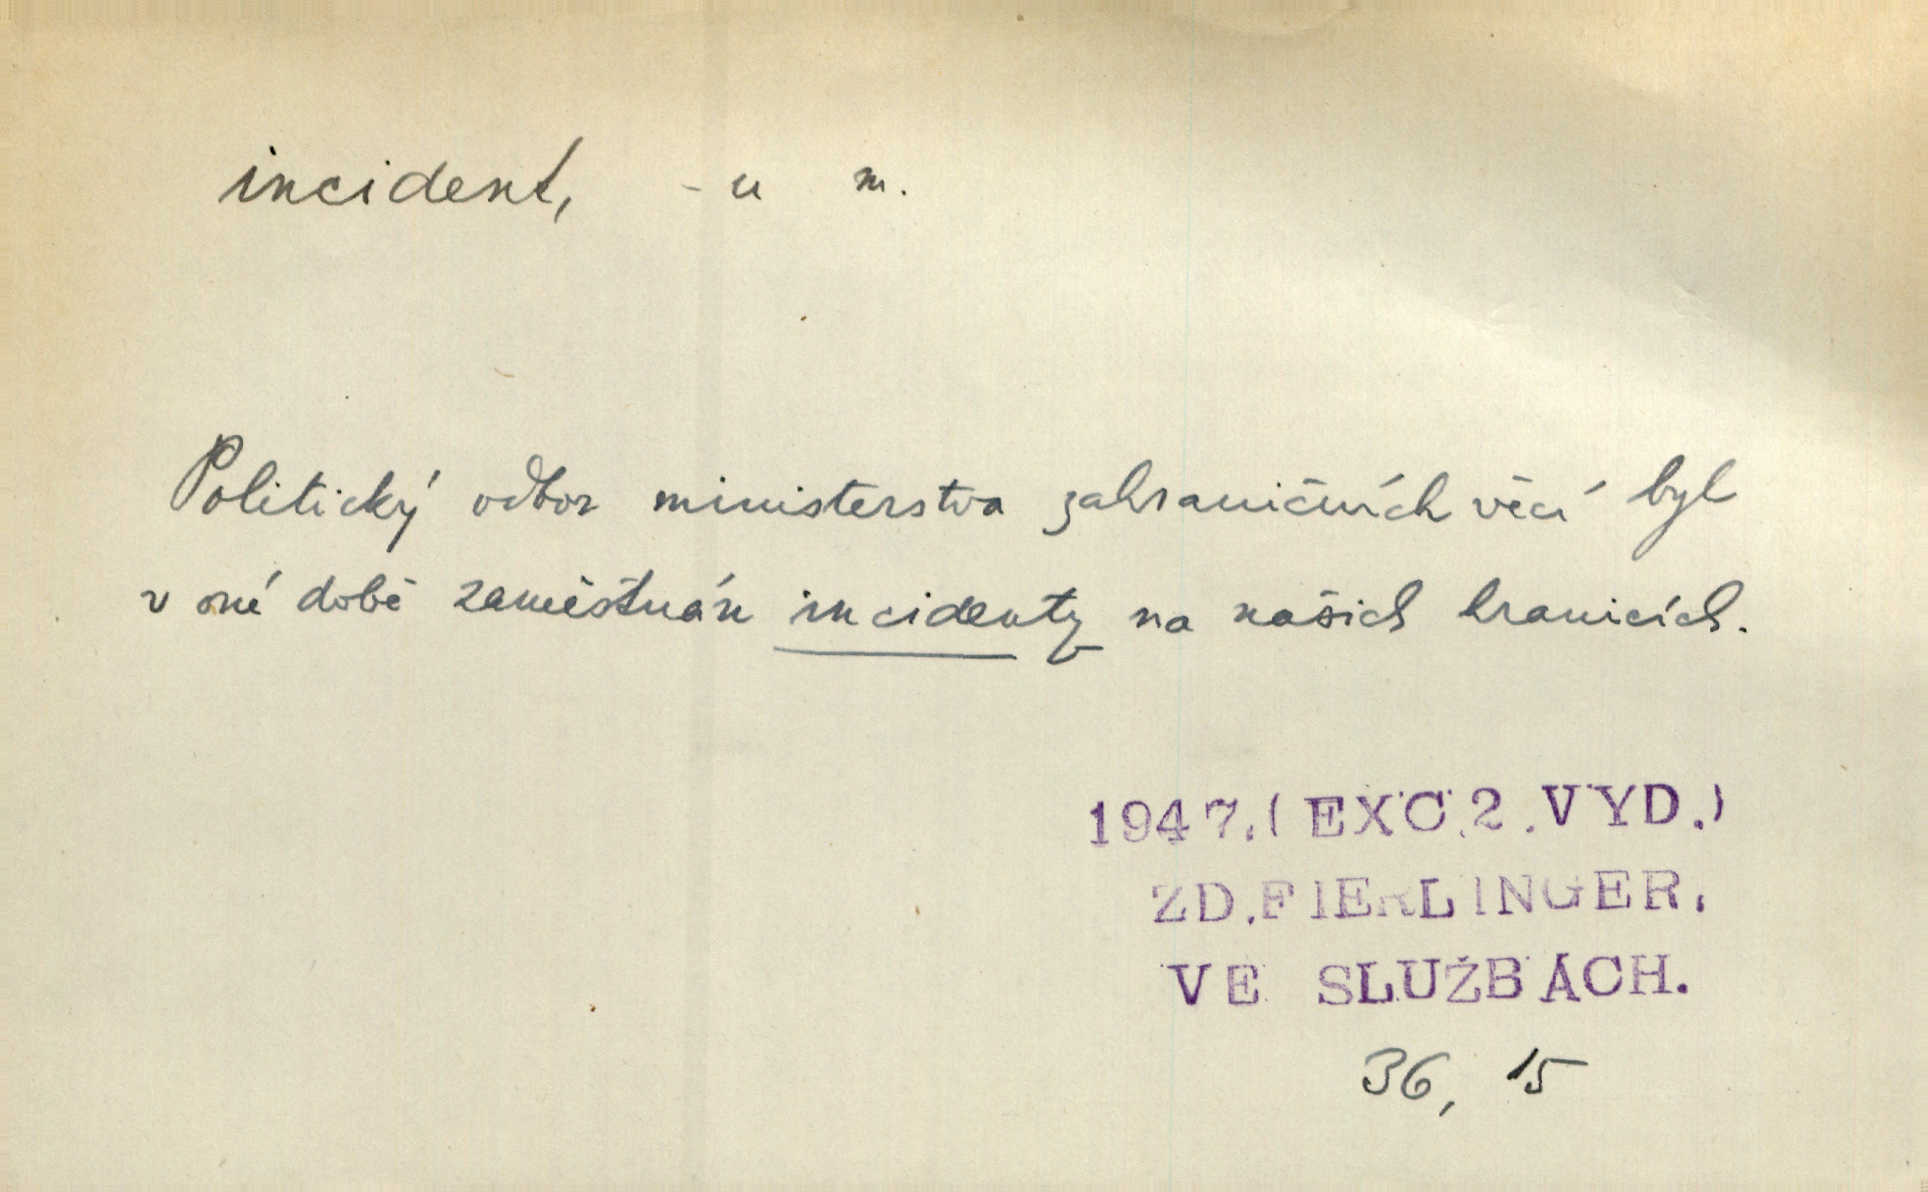 incident, -u m.
Politický odbor ministerstva zahraničních věcí byl
v oné době zaměstnán incidenty na našich hranicích.
1947.(EXC.2.VYD.)
ZD.FIERLINGER.
VE SLUŽBÁCH.
36, 15